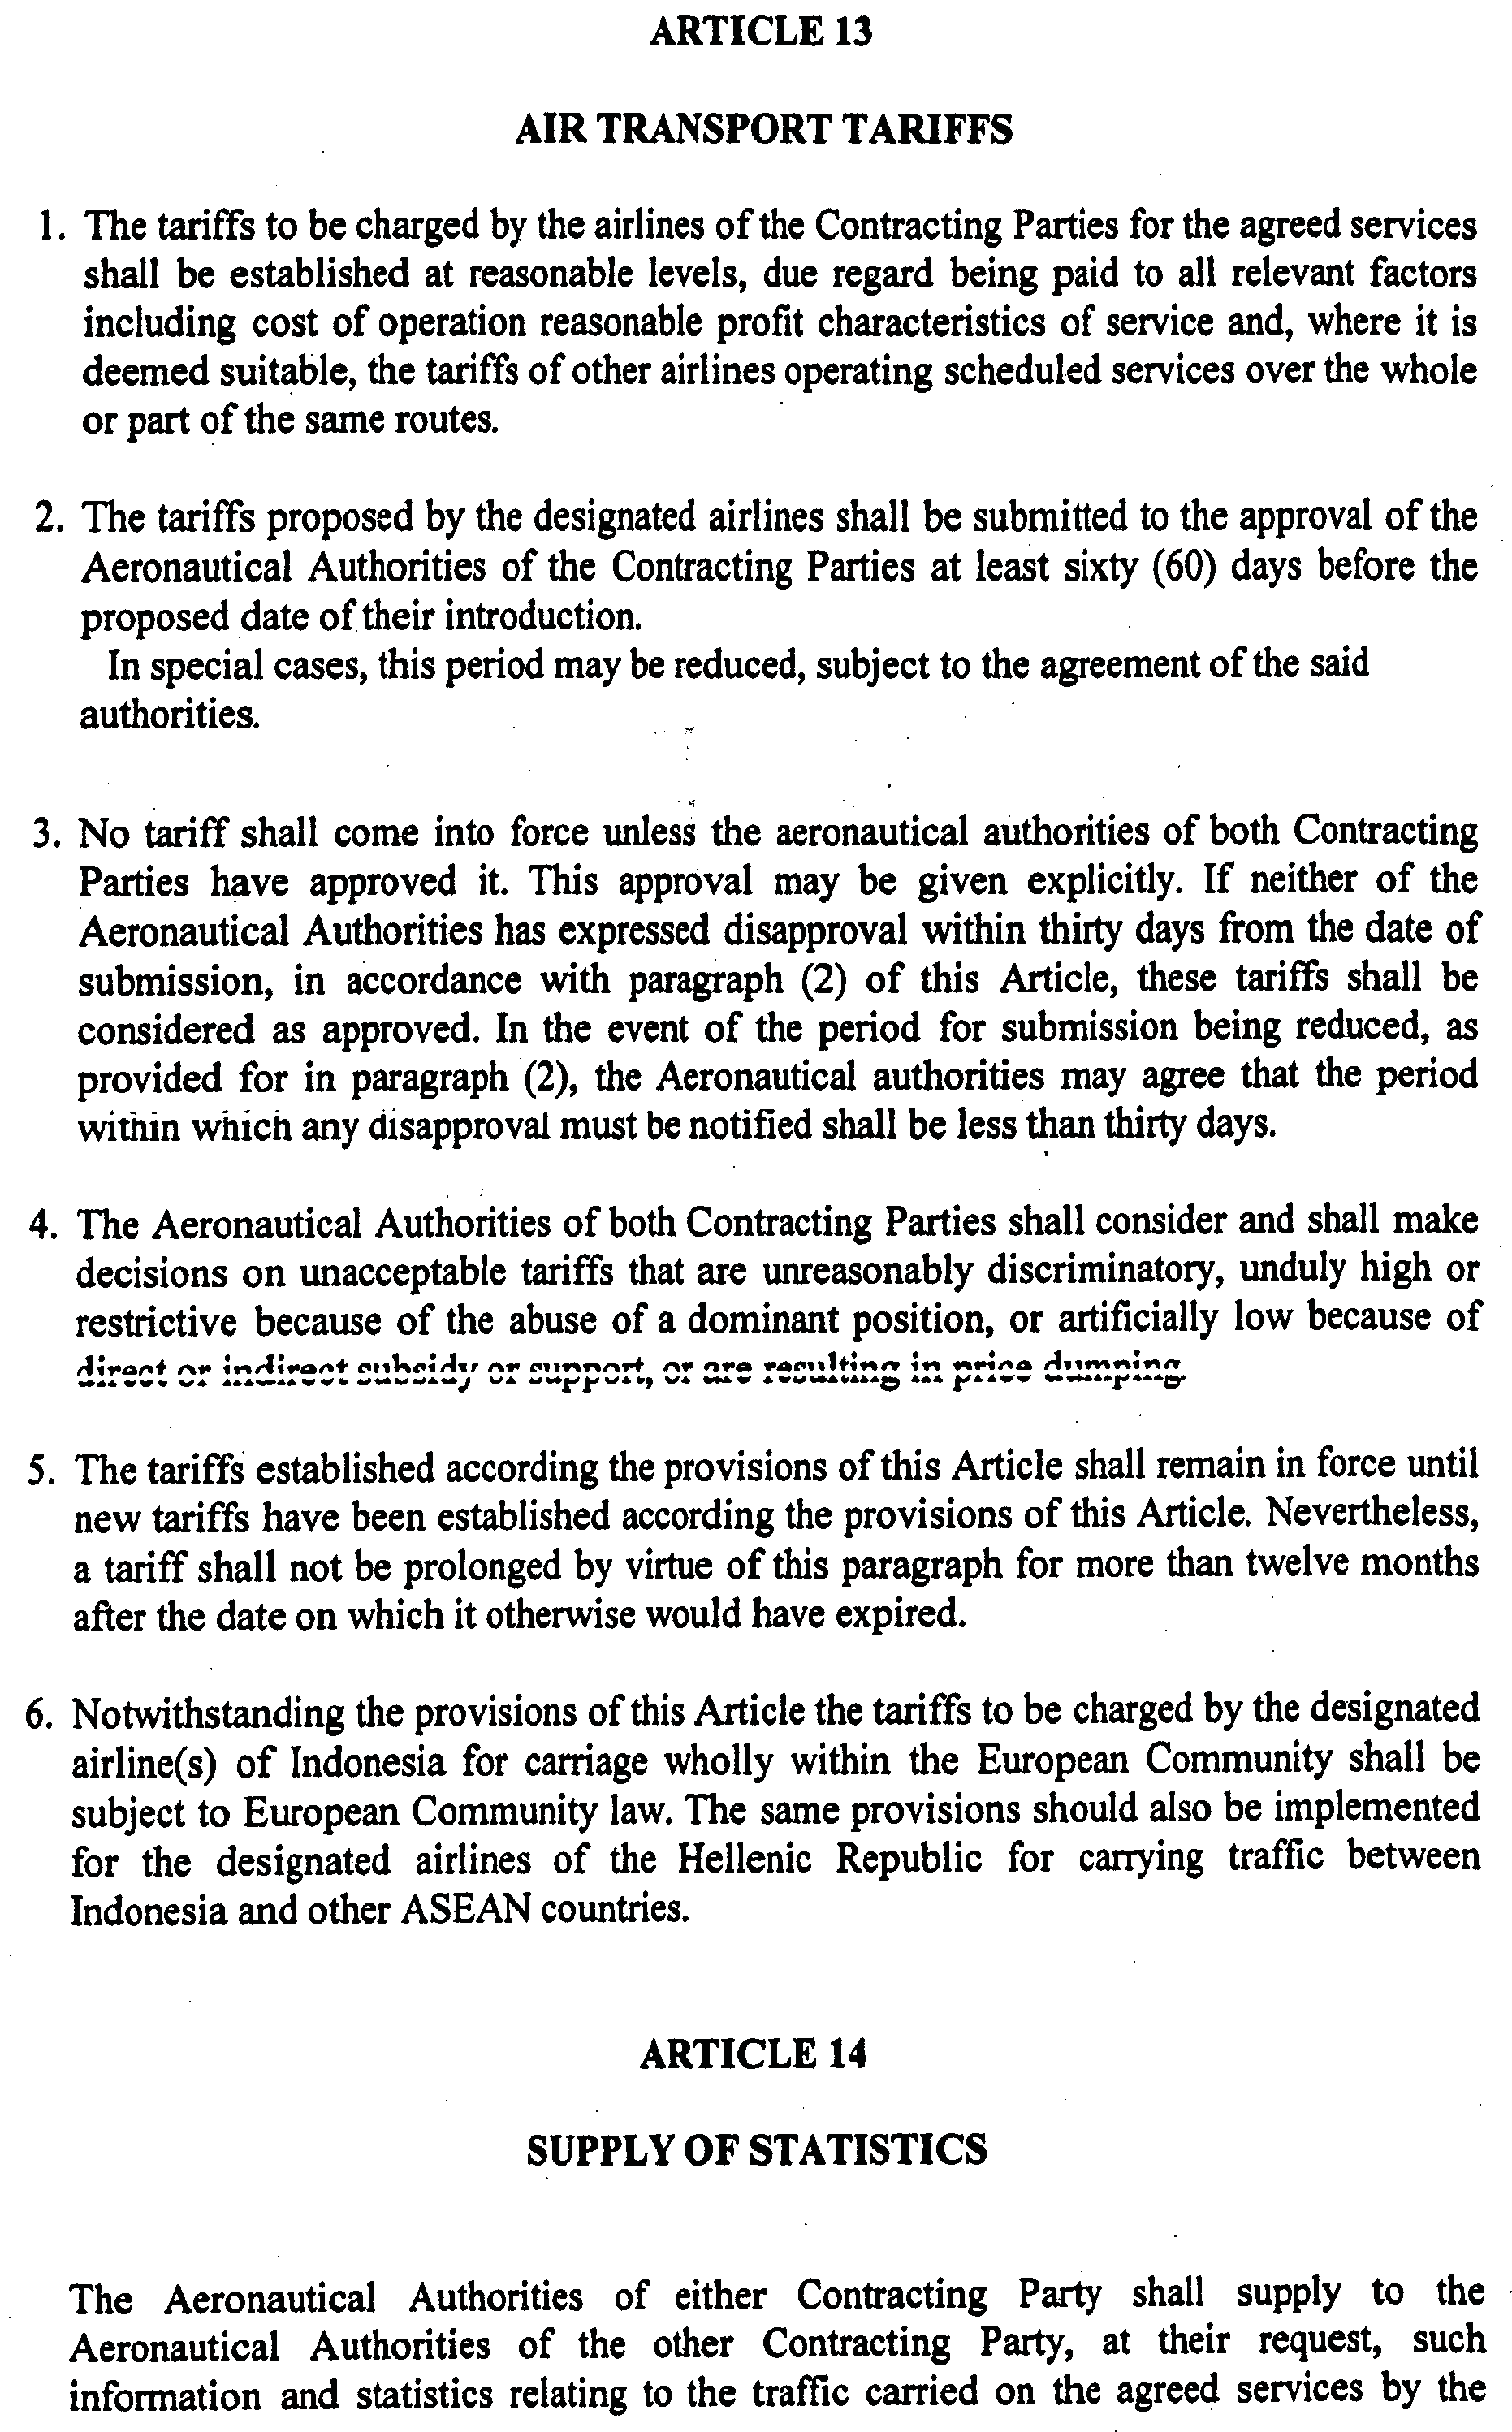 ARTICLE 13
AIR TRANSPORT TARIFFS
1. The tariffs to be charged by the airlines of the Contracting Parties for the agreed services
shall be established at reasonable levels, due regard being paid to all relevant factors
including cost of operation reasonable profit characteristics of service and, where it is
deemed suitable, the tariffs of other airlines operating scheduled services over the whole
or part of the same routes.
2. The tariffs proposed by the designated airlines shall be submitted to the approval of the
Aeronautical Authorities of the Contracting Parties at least sixty (60) days before the
proposed date of their introduction.
In special cases, this period may be reduced, subject to the agreement of the said
authorities.
3. No tariff shall come into force unless the aeronautical authorities of both Contracting
Parties have approved it. This approval may be given explicitly. If neither of the
Aeronautical Authorities has expressed disapproval within thirty days from the date of
submission, in accordance with paragraph (2) of this Article, these tariffs shall be
considered as approved. In the event of the period for submission being reduced, as
provided for in paragraph (2), the Aeronautical authorities may agree that the period
within which any disapproval must be notified shall be less than thirty days.
4. The Aeronautical Authorities of both Contracting Parties shall consider and shall make
decisions on unacceptable tariffs that are unreasonably discriminatory, unduly high or
restrictive because of the abuse of a dominant position, or artificially low because of
direct or indirect subsidy or support, or are resulting in price dumping.
5. The tariffs established according the provisions of this Article shall remain in force until
new tariffs have been established according the provisions of this Article. Nevertheless,
a tariff shall not be prolonged by virtue of this paragraph for more than twelve months
after the date on which it otherwise would have expired.
6. Notwithstanding the provisions of this Article the tariffs to be charged by the designated
airline(s) of Indonesia for carriage wholly within the European Community shall be
subject to European Community law. The same provisions should also be implemented
for the designated airlines of the Hellenic Republic for carrying traffic between
Indonesia and other ASEAN countries.
ARTICLE 14
SUPPLY OF STATISTICS
The Aeronautical Authorities of either Contracting Party shall supply to the
Aeronautical Authorities of the other Contracting Party, at their request, such
information and statistics relating to the traffic carried on the agreed services by the